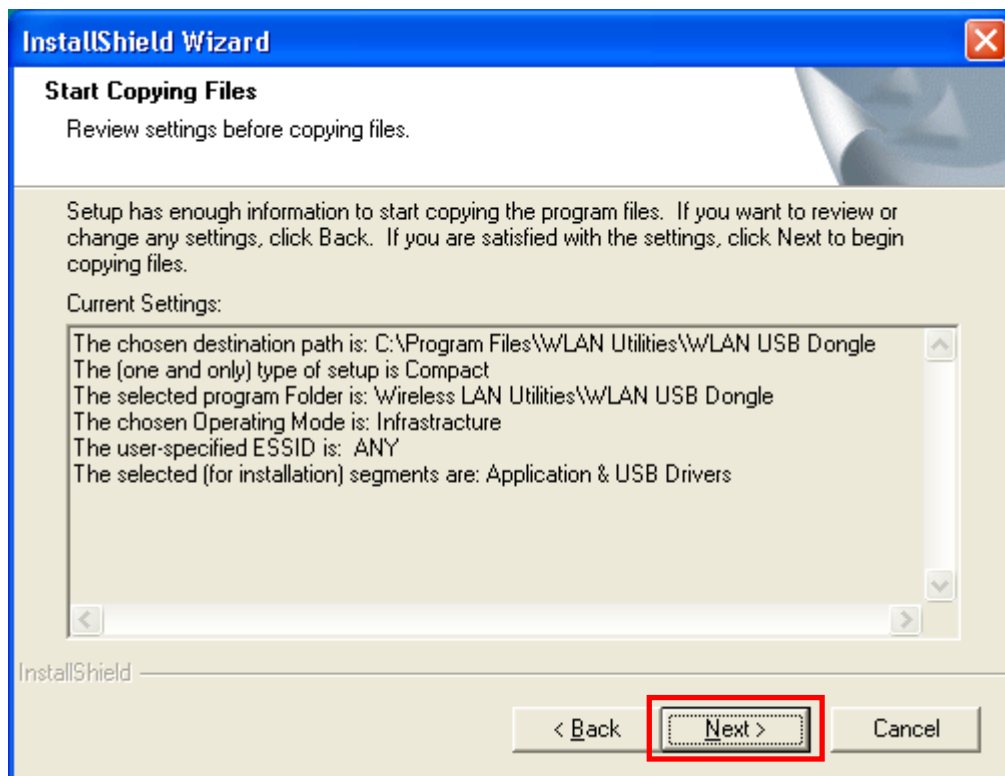 InstallShield Wizard
Start Copying Files
Review settings before copying files.
Setup has enough information to start copying the program files. If you want to review or
change any settings, click Back. If you are satisfied with the settings, click Next to begin
copying files.
Current Settings:
The chosen destination path is: C:\Program Files\WLAN Utilities\WLAN USB Dongle
The (one and only) type of setup is Compact
The selected program Folder is: Wireless LAN Utilities\WLAN USB Dongle
The chosen Operating Mode is: Infrastracture
The user-specified ESSID is: ANY
The selected (for installation) segments are: Application & USB Drivers
InstallShield
< Back Next > Cancel